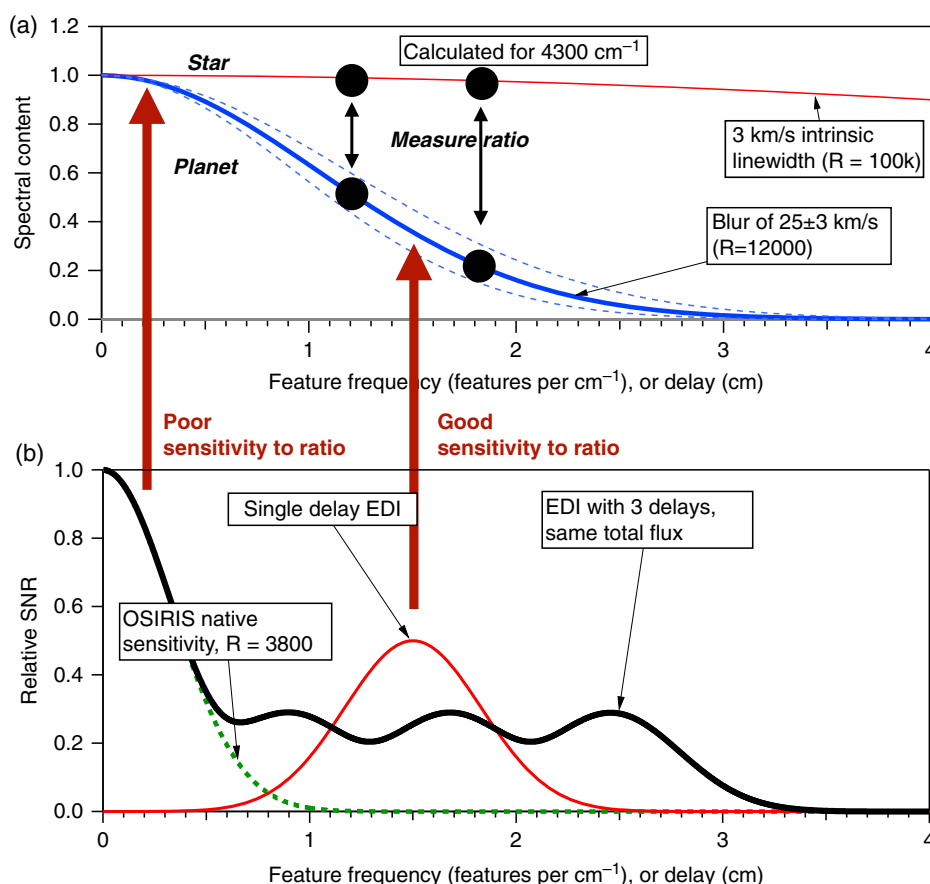 (a)
1.2
1.0
0.8
0.6
0.4
0.2
0.0
Spectral content
Star
Planet
Calculated for 4300 cm⁻¹
Measure ratio
3 km/s intrinsic
linewidth (R = 100k)
Blur of 25±3 km/s
(R=12000)
0 1 2 3 4
Feature frequency (features per cm⁻¹), or delay (cm)
Poor
sensitivity to ratio
Good
sensitivity to ratio
(b)
1.0
0.8
0.6
0.4
0.2
0.0
Relative SNR
Single delay EDI
EDI with 3 delays,
same total flux
OSIRIS native
sensitivity, R = 3800
0 1 2 3 4
Feature frequency (features per cm⁻¹), or delay (cm)